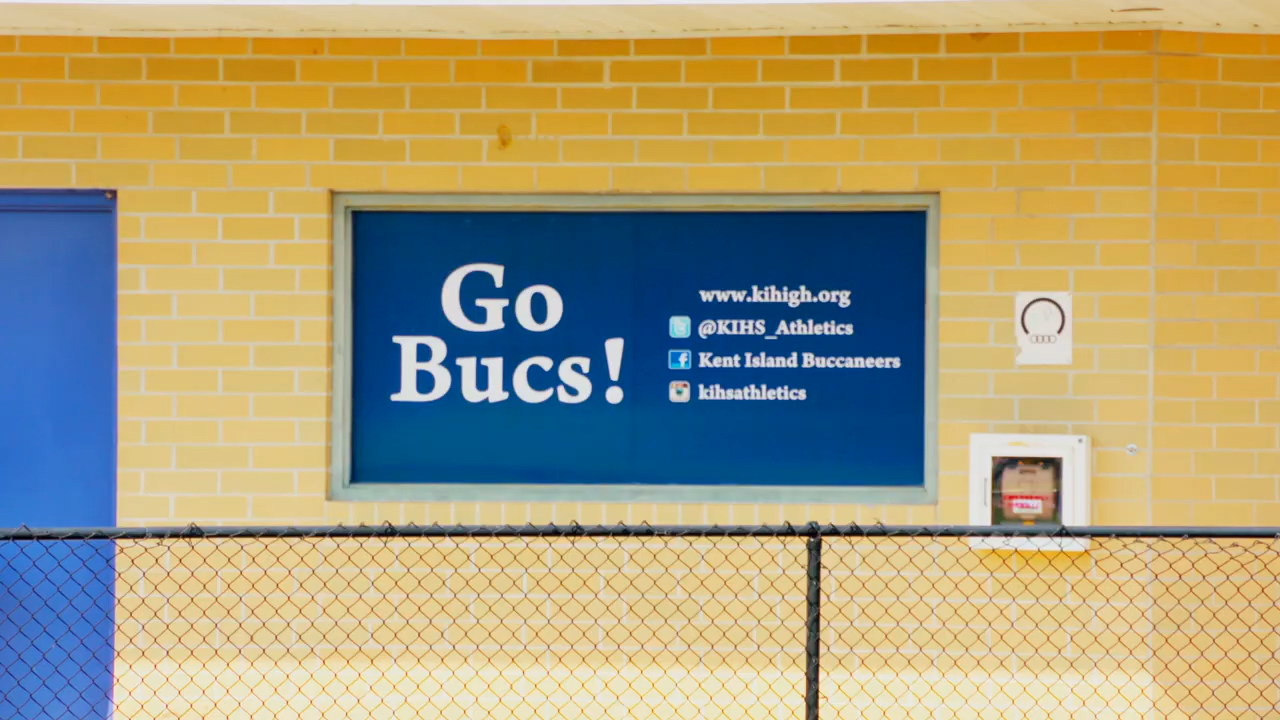 Go
Bucs!
www.kihigh.org
@KIHS_Athletics
Kent Island Buccaneers
kihsathletics